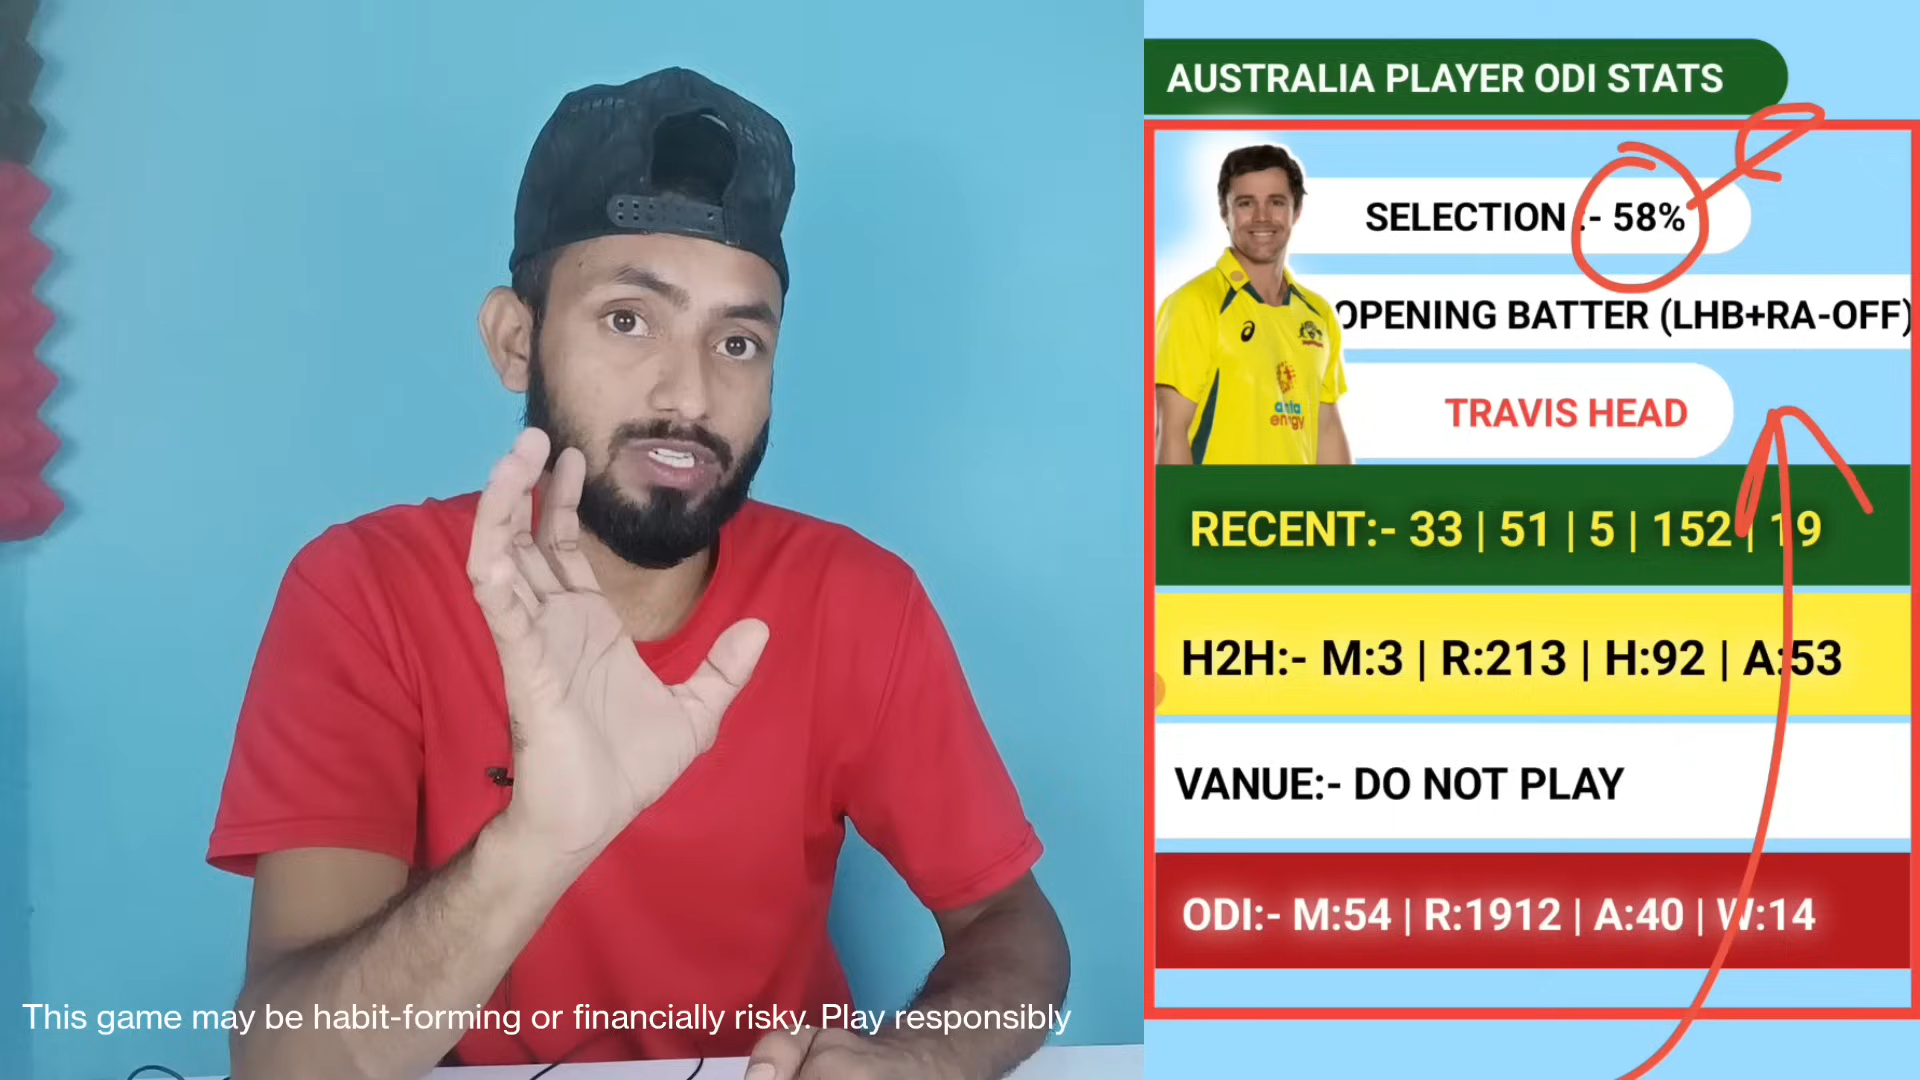 AUSTRALIA PLAYER ODI STATS
SELECTION :- 58%
OPENING BATTER (LHB+RA-OFF)
TRAVIS HEAD
RECENT:- 33 | 51 | 5 | 152 | 19
H2H:- M:3 | R:213 | H:92 | A:53
VANUE:- DO NOT PLAY
ODI:- M:54 | R:1912 | A:40 | W:14
This game may be habit-forming or financially risky. Play responsibly